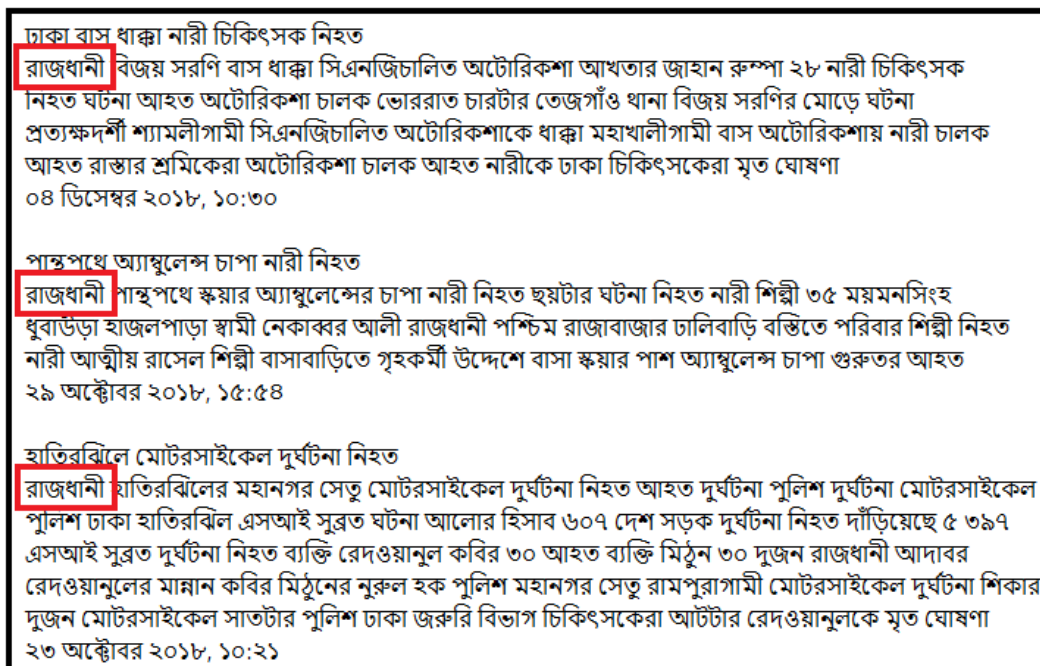 ঢাকা বাস ধাক্কা নারী চিকিৎসক নিহত
রাজধানী বিজয় সরণি বাস ধাক্কা সিএনজিচালিত অটোরিকশা আখতার জাহান রুম্পা ২৮ নারী চিকিৎসক
নিহত ঘটনা আহত অটোরিকশা চালক ভোররাত চারটার তেজগাঁও থানা বিজয় সরণির মোড়ে ঘটনা
প্রত্যক্ষদর্শী শ্যামলীগামী সিএনজিচালিত অটোরিকশাকে ধাক্কা মহাখালীগামী বাস অটোরিকশায় নারী চালক
আহত রাস্তার শ্রমিকেরা অটোরিকশা চালক আহত নারীকে ঢাকা চিকিৎসকেরা মৃত ঘোষণা
০৪ ডিসেম্বর ২০১৮, ১০:৩০
পান্থপথে অ্যাম্বুলেন্স চাপা নারী নিহত
রাজধানী পান্থপথে স্কয়ার অ্যাম্বুলেন্সের চাপা নারী নিহত ছয়টার ঘটনা নিহত নারী শিল্পী ৩৫ ময়মনসিংহ
ধুবাউড়া হাজলপাড়া স্বামী নেকাব্বর আলী রাজধানী পশ্চিম রাজাবাজার ঢালিবাড়ি বস্তিতে পরিবার শিল্পী নিহত
নারী আত্মীয় রাসেল শিল্পী বাসাবাড়িতে গৃহকর্মী উদ্দেশে বাসা স্কয়ার পাশ অ্যাম্বুলেন্স চাপা গুরুতর আহত
২৯ অক্টোবর ২০১৮, ১৫:৫৪
হাতিরঝিলে মোটরসাইকেল দুর্ঘটনা নিহত
রাজধানী হাতিরঝিলের মহানগর সেতু মোটরসাইকেল দুর্ঘটনা নিহত আহত দুর্ঘটনা পুলিশ দুর্ঘটনা মোটরসাইকেল
পুলিশ ঢাকা হাতিরঝিল এসআই সুব্রত ঘটনা আলোর হিসাব ৬০৭ দেশ সড়ক দুর্ঘটনা নিহত দাঁড়িয়েছে ৫ ৩৯৭
এসআই সুব্রত দুর্ঘটনা নিহত ব্যক্তি রেদওয়ানুল কবির ৩০ আহত ব্যক্তি মিঠুন ৩০ দুজন রাজধানী আদাবর
রেদওয়ানুলের মান্নান কবির মিঠুনের নুরুল হক পুলিশ মহানগর সেতু রামপুরাগামী মোটরসাইকেল দুর্ঘটনা শিকার
দুজন মোটরসাইকেল সাতটার পুলিশ ঢাকা জরুরি বিভাগ চিকিৎসকেরা আটটার রেদওয়ানুলকে মৃত ঘোষণা
২৩ অক্টোবর ২০১৮, ১০:২১